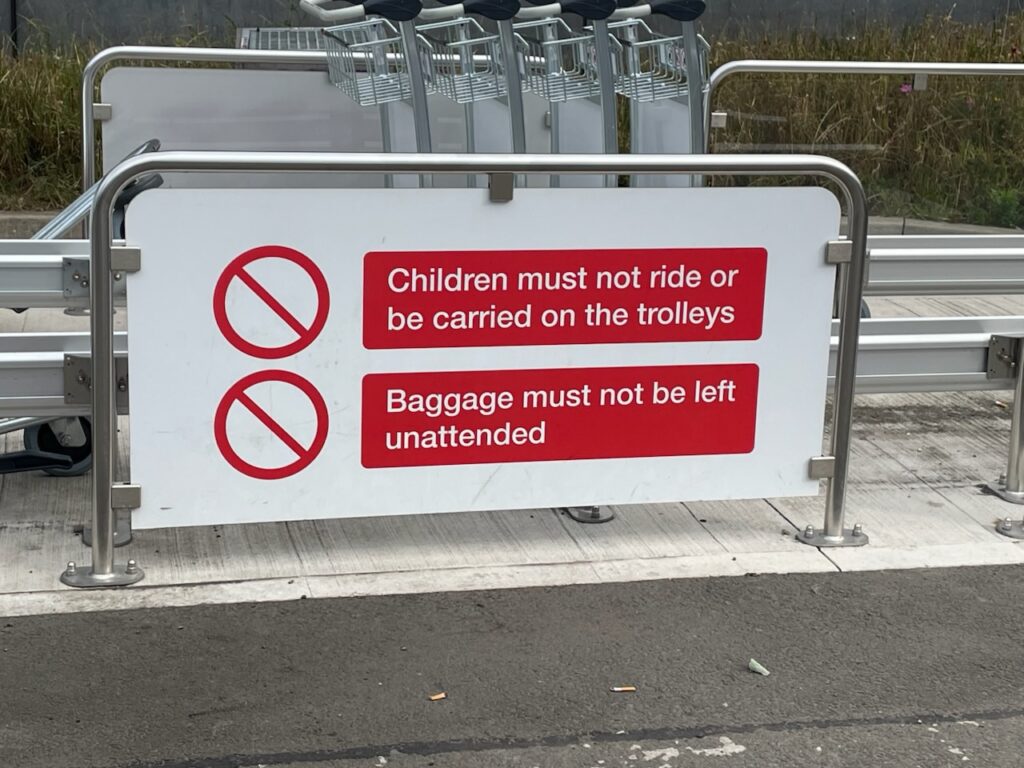 Children must not ride or
be carried on the trolleys
Baggage must not be left
unattended